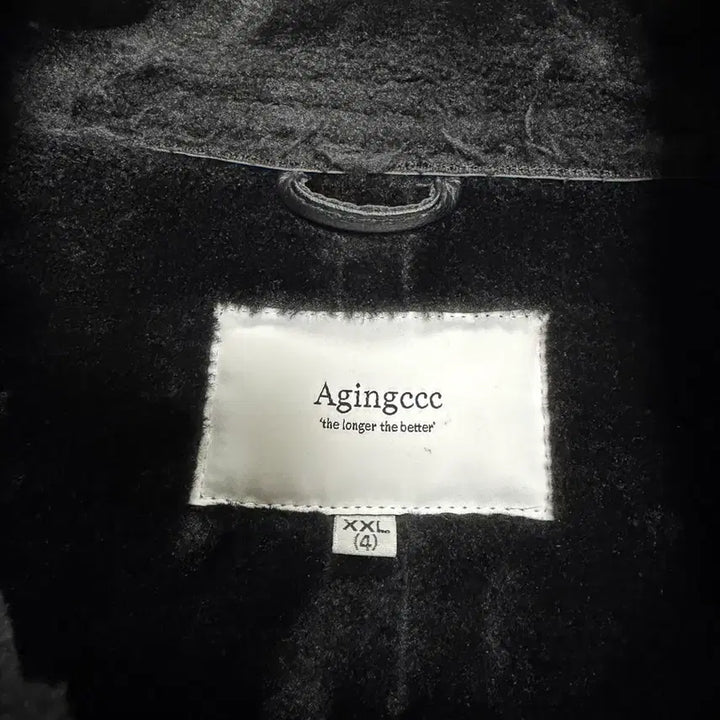 Agingccc
'the longer the better'
XXL
(4)